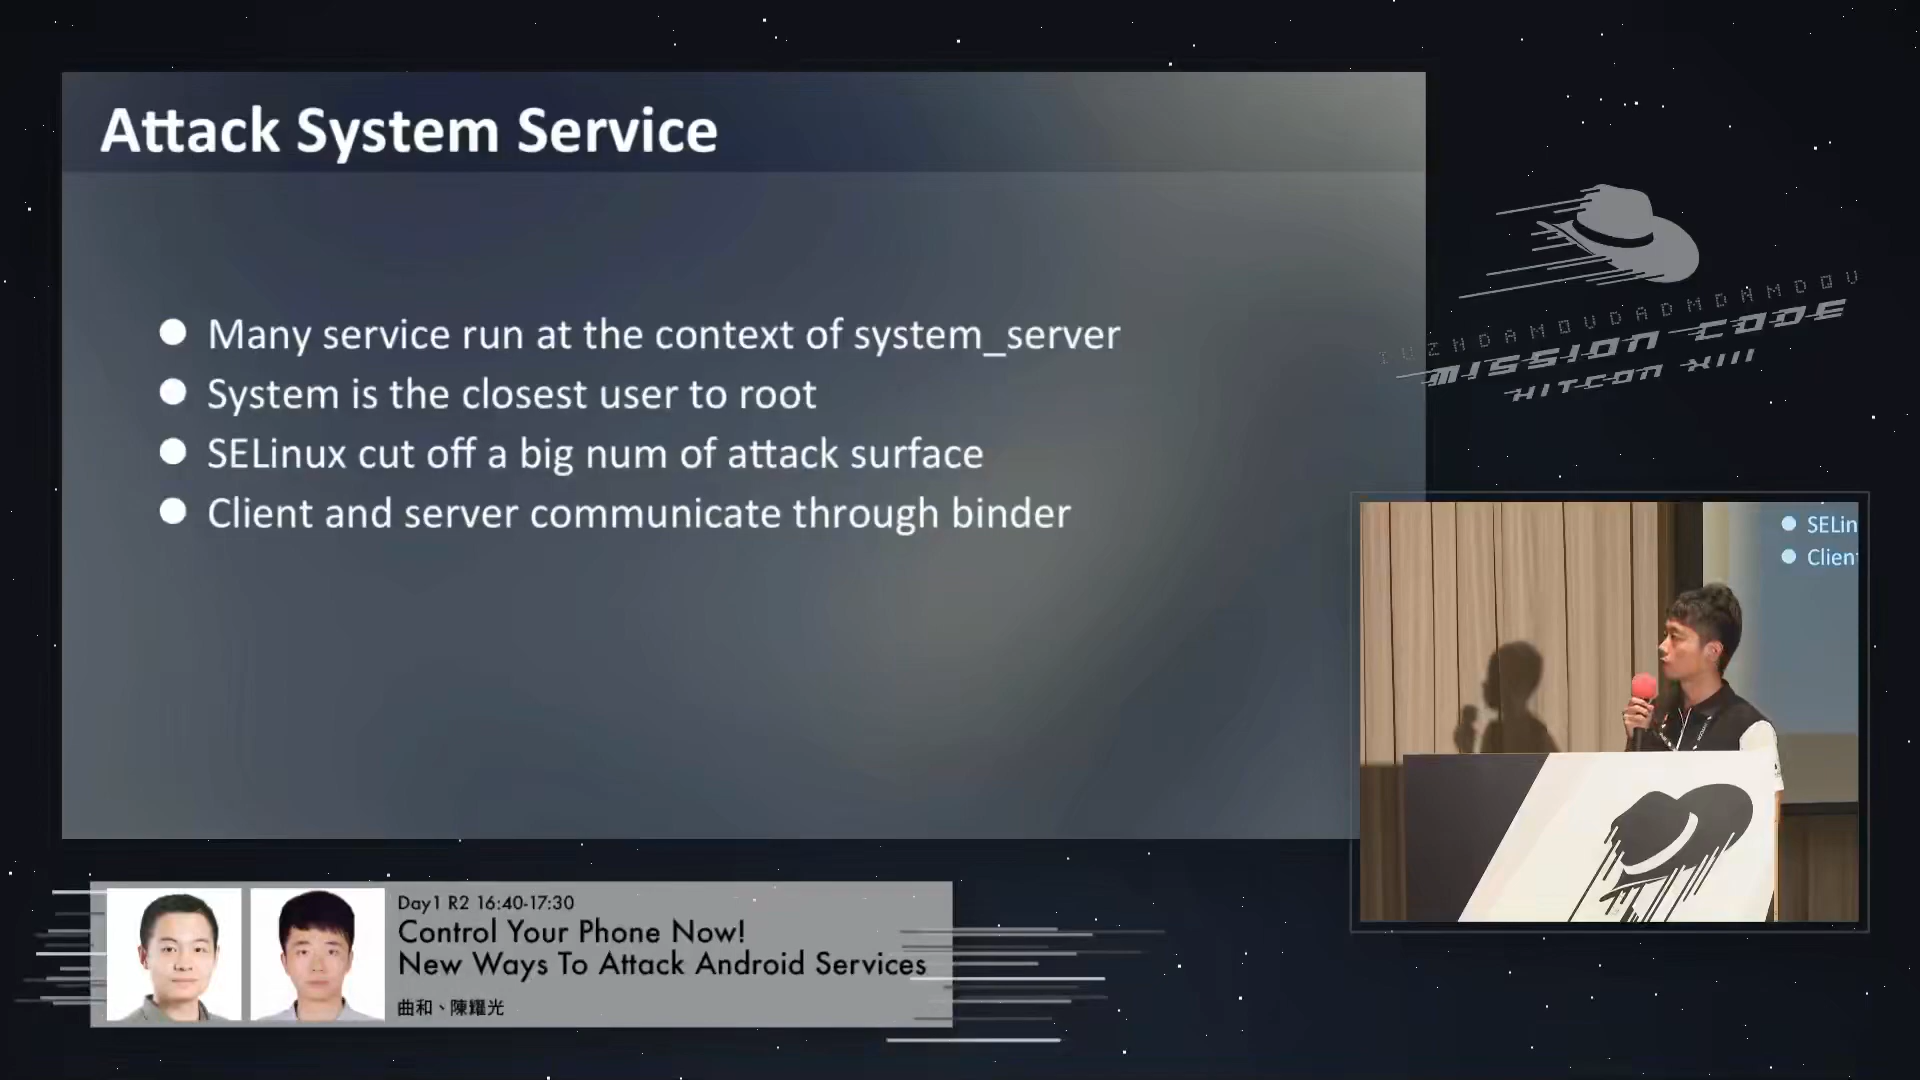 Attack System Service
Many service run at the context of system_server
System is the closest user to root
SELinux cut off a big num of attack surface
Client and server communicate through binder
MISSION CODE
HITCON XIII
SELin
Clien
Day1 R2 16:40-17:30
Control Your Phone Now!
New Ways To Attack Android Services
曲和、陳耀光